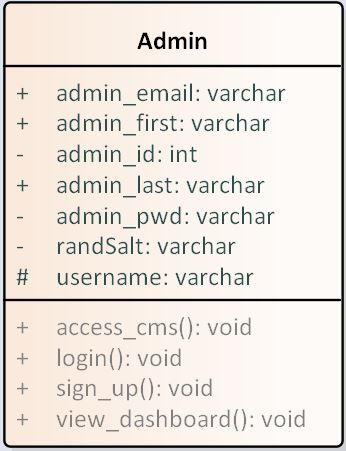 Admin
+ admin_email: varchar
+ admin_first: varchar
- admin_id: int
+ admin_last: varchar
- admin_pwd: varchar
- randSalt: varchar
# username: varchar
+ access_cms(): void
+ login(): void
+ sign_up(): void
+ view_dashboard(): void